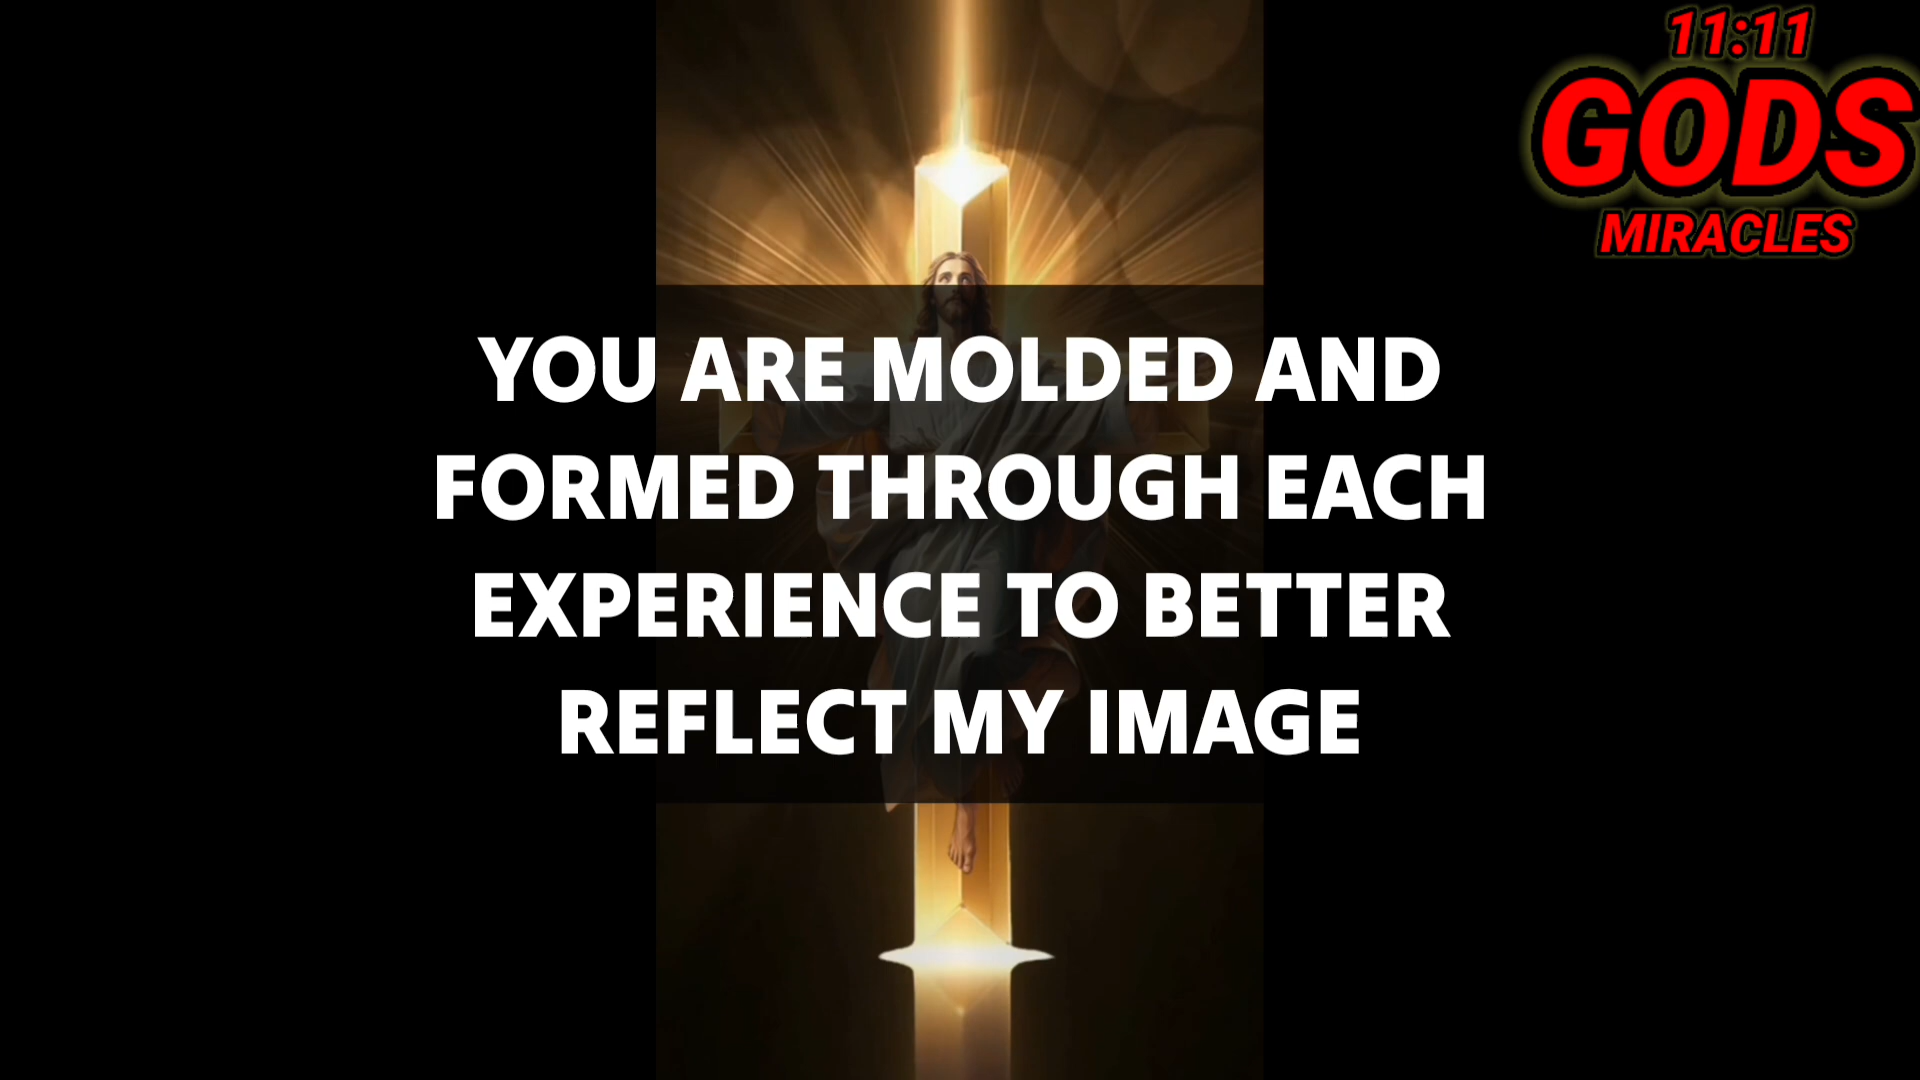 11:11
GODS
MIRACLES
YOU ARE MOLDED AND
FORMED THROUGH EACH
EXPERIENCE TO BETTER
REFLECT MY IMAGE